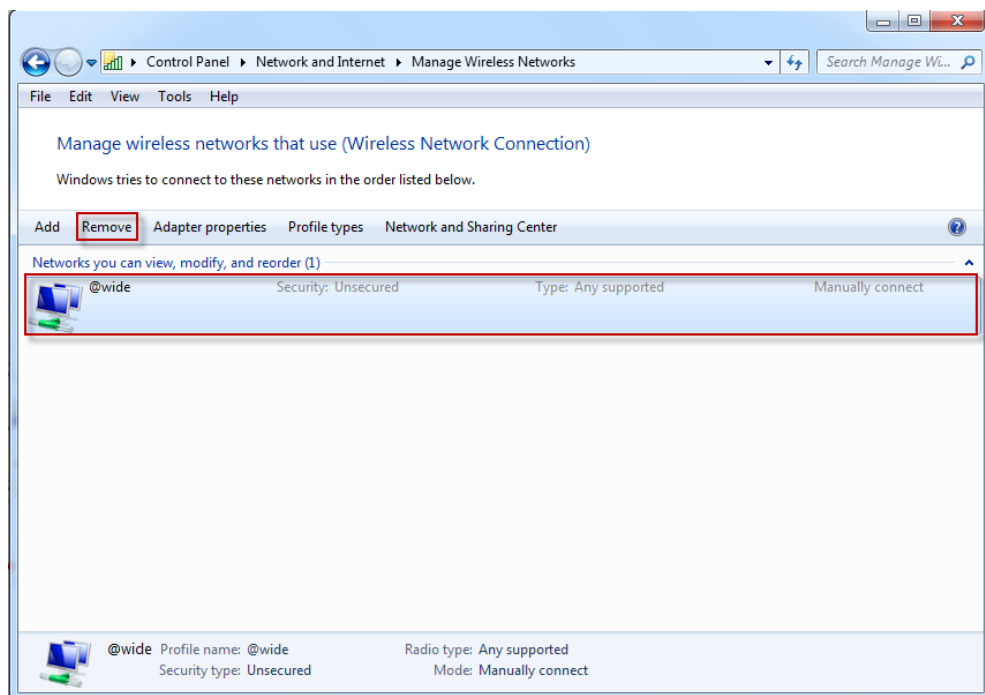 Control Panel Network and Internet Manage Wireless Networks Search Manage Wi...
File Edit View Tools Help
Manage wireless networks that use (Wireless Network Connection)
Windows tries to connect to these networks in the order listed below.
Add Remove Adapter properties Profile types Network and Sharing Center
Networks you can view, modify, and reorder (1)
@wide Security: Unsecured Type: Any supported Manually connect
@wide Profile name: @wide Radio type: Any supported
Security type: Unsecured Mode: Manually connect